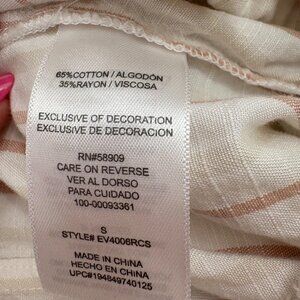 65%COTTON / ALGODÓN
35%RAYON / VISCOSA
EXCLUSIVE OF DECORATION
EXCLUSIVE DE DECORACION
RN#58909
CARE ON REVERSE
VER AL DORSO
PARA CUIDADO
100-00093361
S
STYLE# EV4006RCS
MADE IN CHINA
HECHO EN CHINA
UPC#194849740125